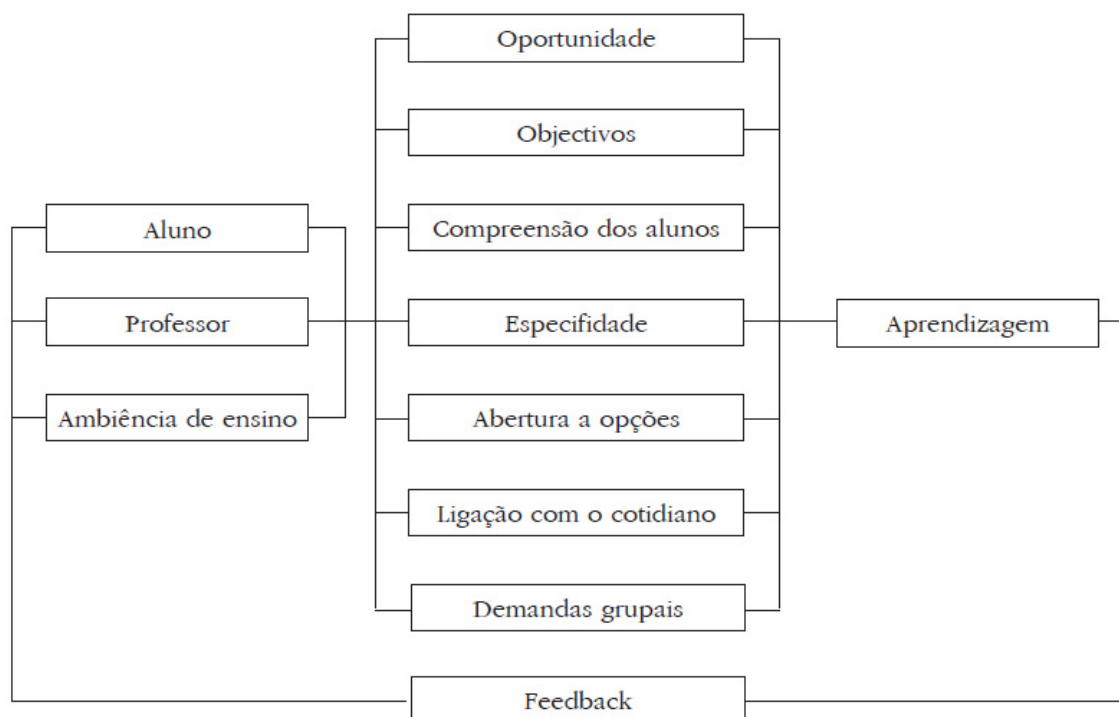 Oportunidade
Objectivos
Compreensão dos alunos
Aluno
Professor
Especifidade
Aprendizagem
Ambiência de ensino
Abertura a opções
Ligação com o cotidiano
Demandas grupais
Feedback